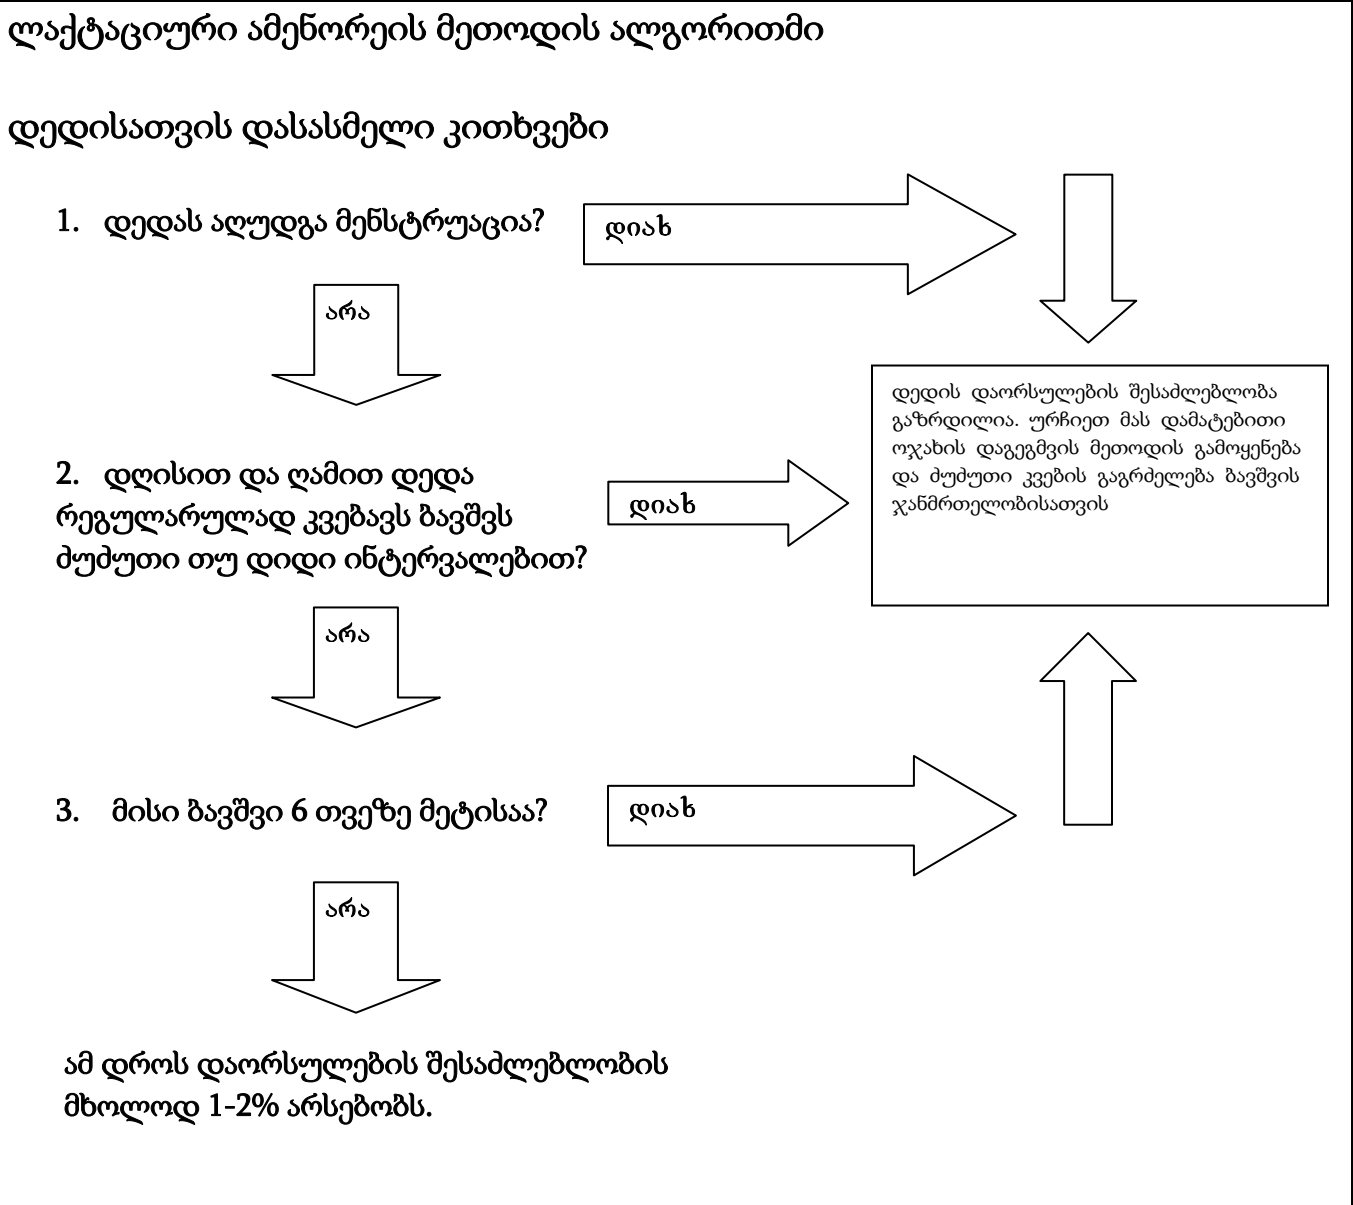 ლაქტაციური ამენორეის მეთოდის ალგორითმი
დედისათვის დასასმელი კითხვები
1. დედას აღუდგა მენსტრუაცია?
დიახ
არა
დედის დაორსულების შესაძლებლობა
გაზრდილია. ურჩიეთ მას დამატებითი
ოჯახის დაგეგმვის მეთოდის გამოყენება
და ძუძუთი კვების გაგრძელება ბავშვის
ჯანმრთელობისათვის
2. დღისით და ღამით დედა
რეგულარულად კვებავს ბავშვს
ძუძუთი თუ დიდი ინტერვალებით?
დიახ
არა
3. მისი ბავშვი 6 თვეზე მეტისაა?
დიახ
არა
ამ დროს დაორსულების შესაძლებლობის
მხოლოდ 1-2% არსებობს.